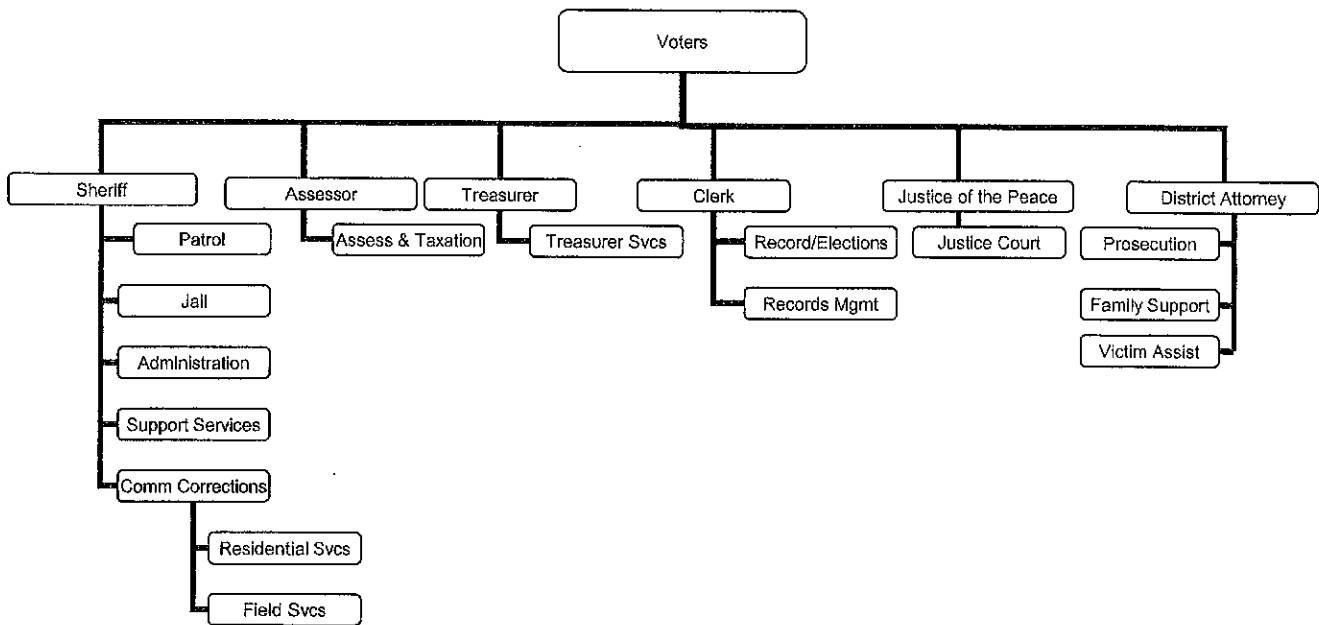 Voters
Sheriff
Assessor
Treasurer
Clerk
Justice of the Peace
District Attorney
Patrol
Assess & Taxation
Treasurer Svcs
Record/Elections
Justice Court
Prosecution
Jail
Records Mgmt
Family Support
Administration
Victim Assist
Support Services
Comm Corrections
Residential Svcs
Field Svcs